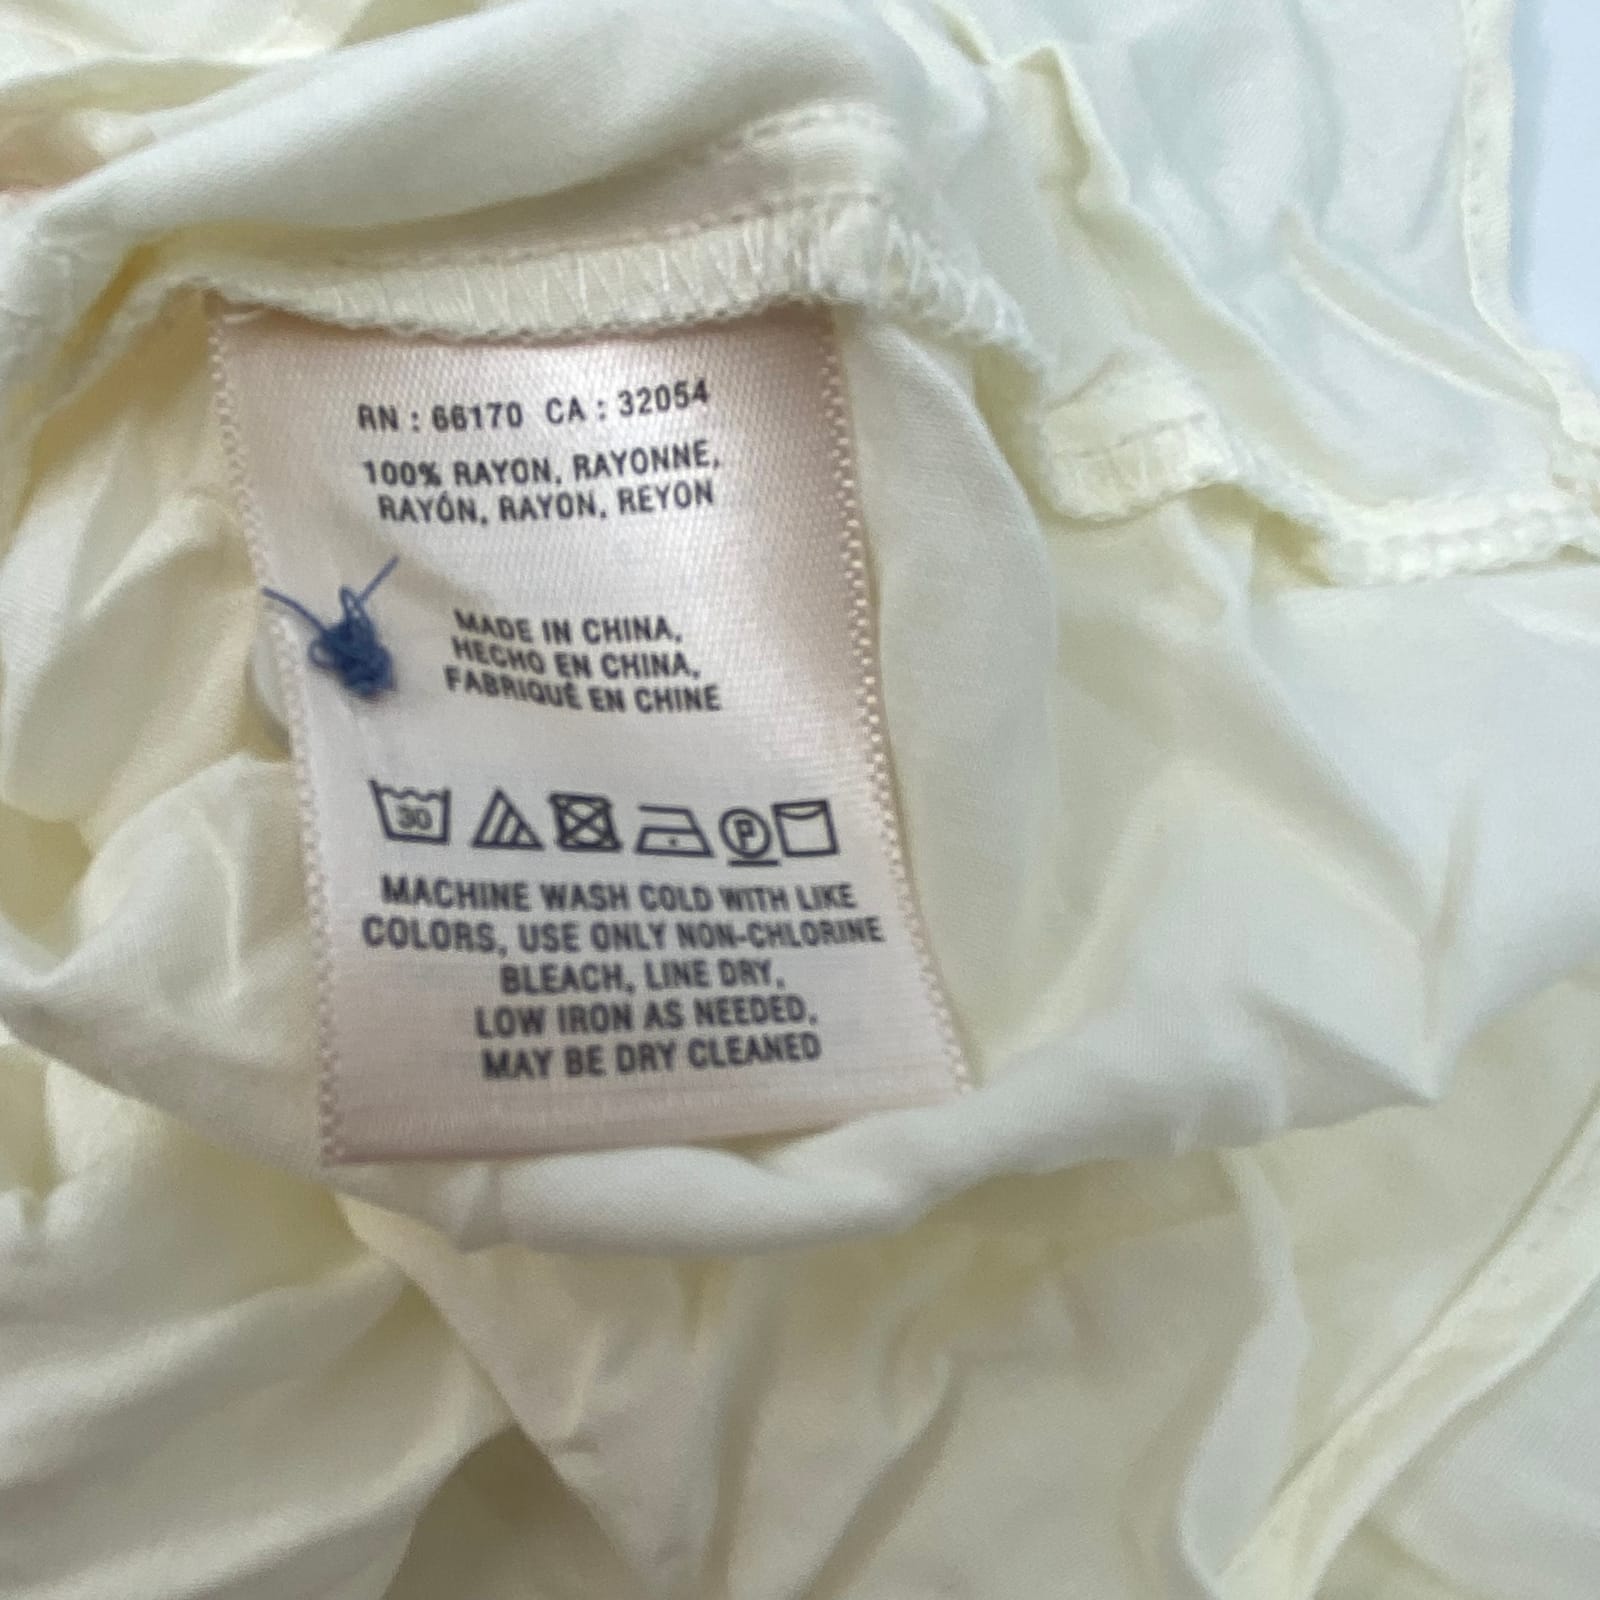 RN : 66170 CA : 32054
100% RAYON, RAYONNE,
RAYÓN, RAYON, REYON
MADE IN CHINA,
HECHO EN CHINA,
FABRIQUÉ EN CHINE
30 P
MACHINE WASH COLD WITH LIKE
COLORS, USE ONLY NON-CHLORINE
BLEACH, LINE DRY,
LOW IRON AS NEEDED,
MAY BE DRY CLEANED